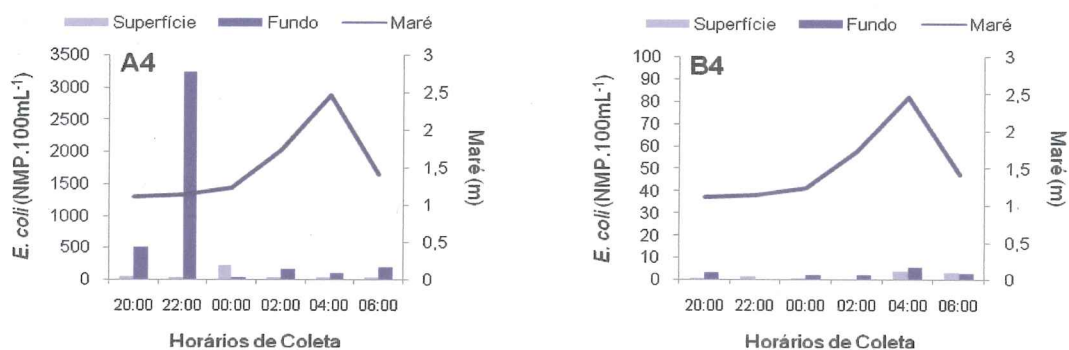 Superfície Fundo Maré
A4
3500
3000
2500
2000
1500
1000
500
0
E. coli (NMP.100mL-1)
3
2,5
2
1,5
1
0,5
0
Maré (m)
20:00 22:00 00:00 02:00 04:00 06:00
Horários de Coleta
Superfície Fundo Maré
B4
100
90
80
70
60
50
40
30
20
10
0
E. coli (NMP.100mL-1)
3
2,5
2
1,5
1
0,5
0
Maré (m)
20:00 22:00 00:00 02:00 04:00 06:00
Horários de Coleta